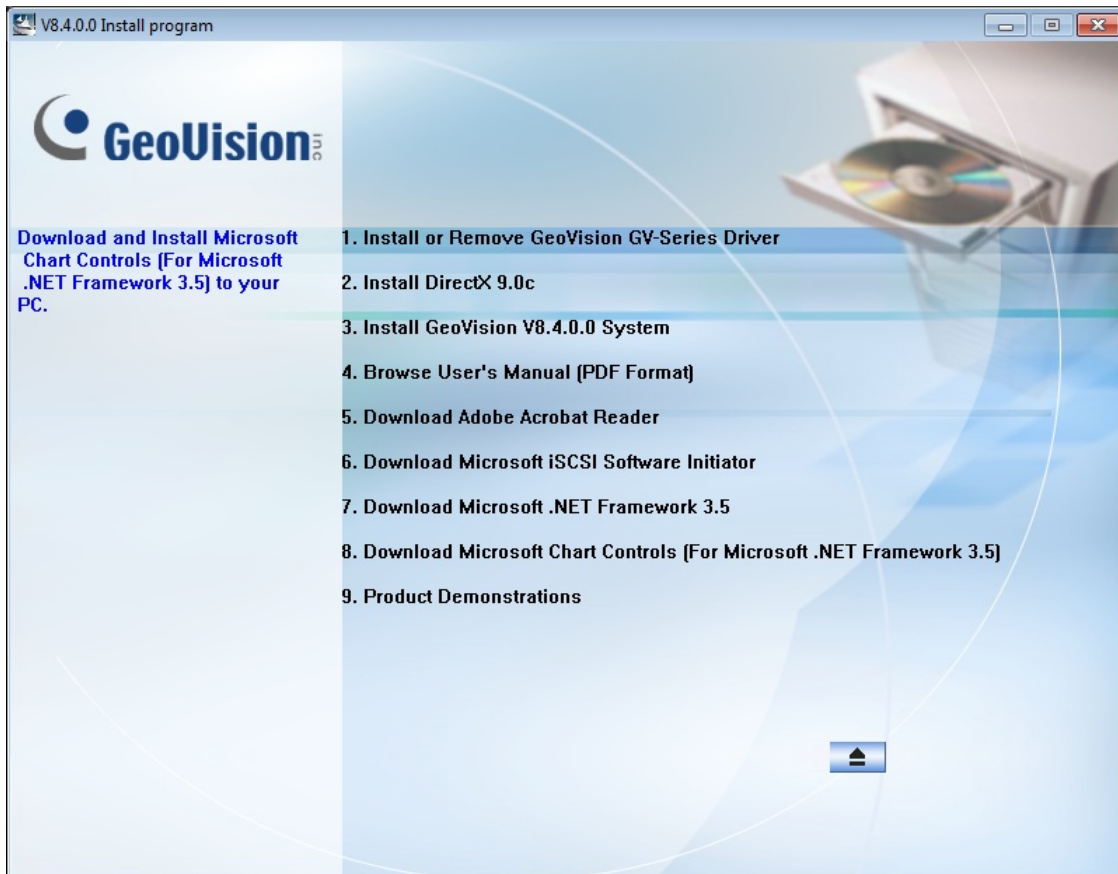 V8.4.0.0 Install program
GeoVision inc
Download and Install Microsoft
Chart Controls (For Microsoft
.NET Framework 3.5) to your
PC.
1. Install or Remove GeoVision GV-Series Driver
2. Install DirectX 9.0c
3. Install GeoVision V8.4.0.0 System
4. Browse User's Manual (PDF Format)
5. Download Adobe Acrobat Reader
6. Download Microsoft iSCSI Software Initiator
7. Download Microsoft .NET Framework 3.5
8. Download Microsoft Chart Controls (For Microsoft .NET Framework 3.5)
9. Product Demonstrations